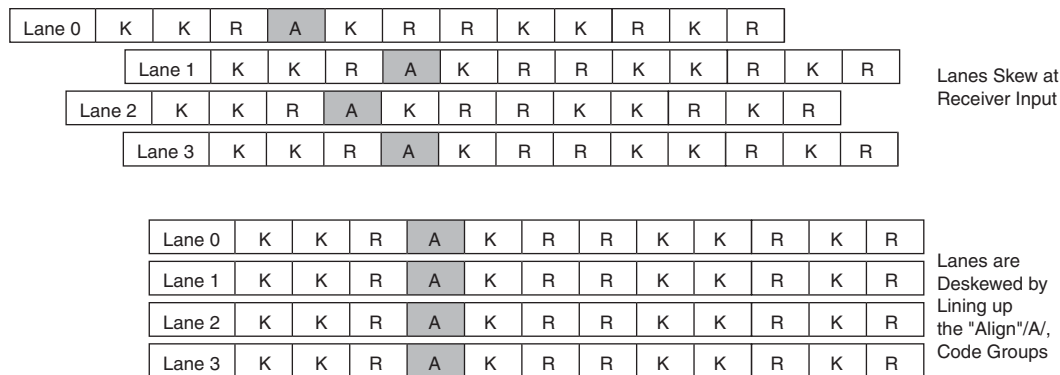 Lane 0 K K R A K R R K K R K R
Lane 1 K K R A K R R K K R K R
Lane 2 K K R A K R R K K R K R
Lane 3 K K R A K R R K K R K R
Lanes Skew at
Receiver Input
Lane 0 K K R A K R R K K R K R
Lane 1 K K R A K R R K K R K R
Lane 2 K K R A K R R K K R K R
Lane 3 K K R A K R R K K R K R
Lanes are
Deskewed by
Lining up
the "Align"/A/,
Code Groups